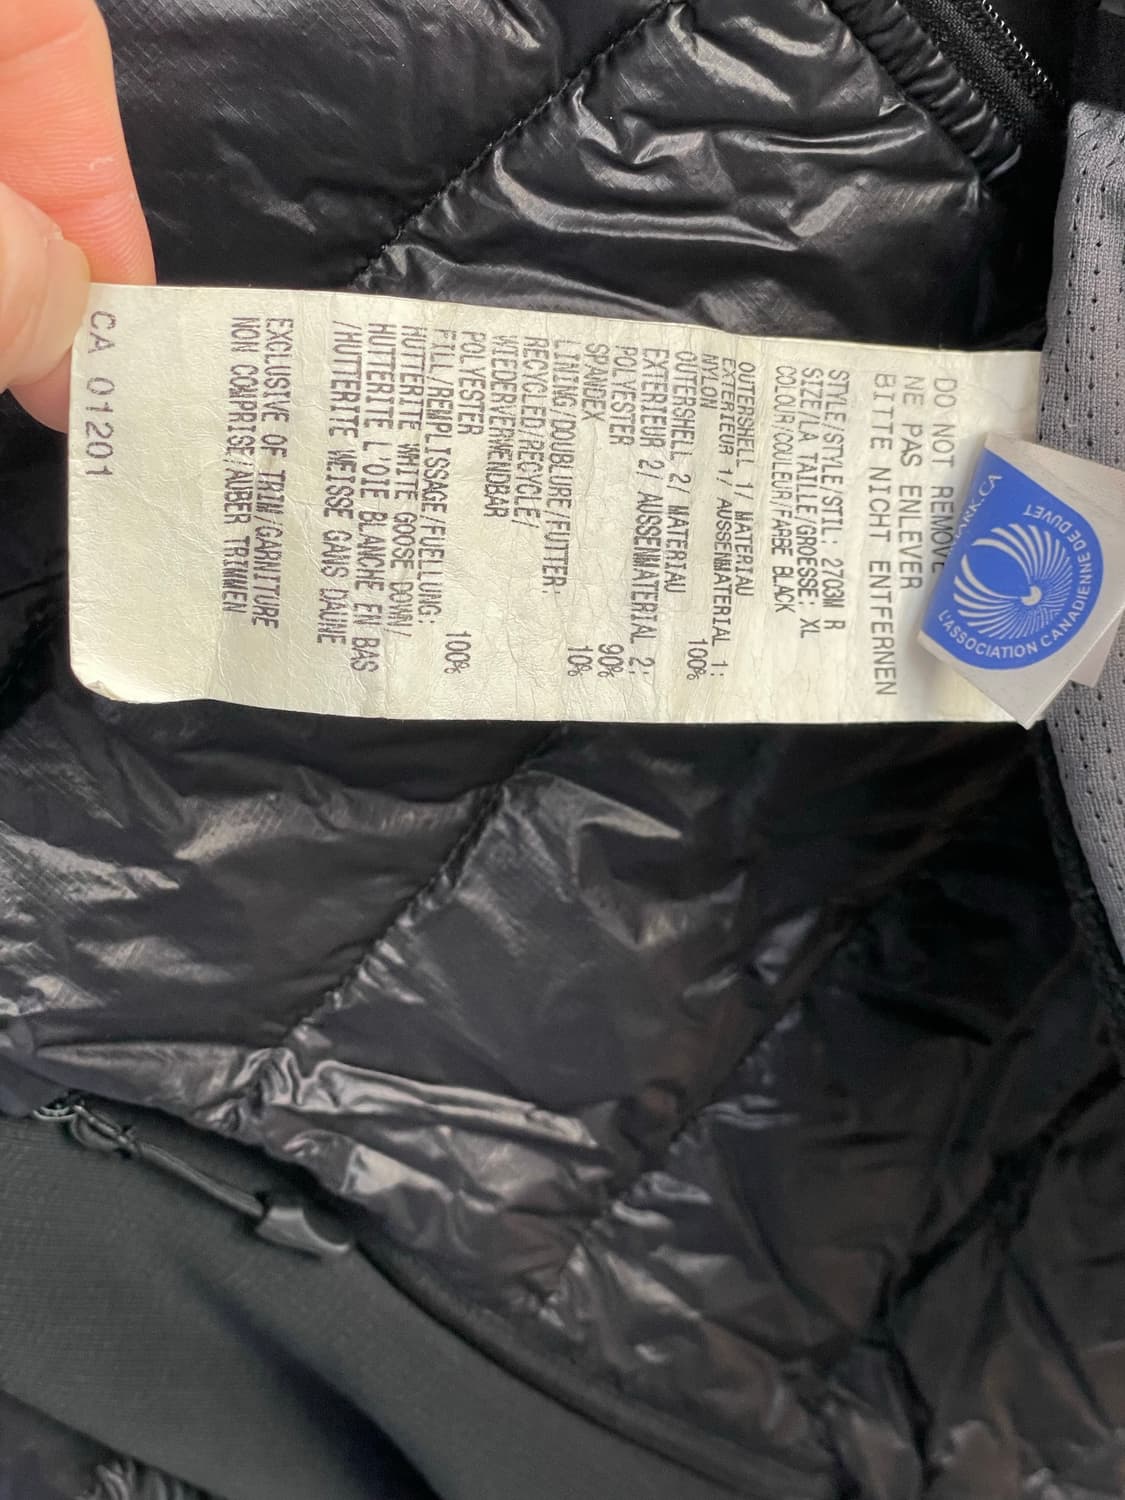 DO NOT REMOVE
NE PAS ENLEVER
BITTE NICHT ENTFERNEN
STYLE/STYLE/STIL: 2703M R
SIZE/LA TAILLE/GROESSE: XL
COLOUR/COULEUR/FARBE BLACK
OUTERSHELL 1/ MATERIAU
EXTERIEUR 1/ AUSSENMATERIAL 1:
NYLON 100%
OUTERSHELL 2/ MATERIAU
EXTERIEUR 2/ AUSSENMATERIAL 2:
POLYESTER 90%
SPANDEX 10%
LINING/DOUBLURE/FUTTER:
RECYCLED/RECYCLE/
WIEDERVERWENDBAR
POLYESTER 100%
FILL/REMPLISSAGE/FUELLUNG:
HUTTERITE WHITE GOOSE DOWN/
HUTTERITE L'OIE BLANCHE EN BAS
/HUTTERITE WEISSE GANS DAUNE
EXCLUSIVE OF TRIM/GARNITURE
NON COMPRISE/AUBER TRIMMEN
CA 01201
L'ASSOCIATION CANADIENNE DE DUVET